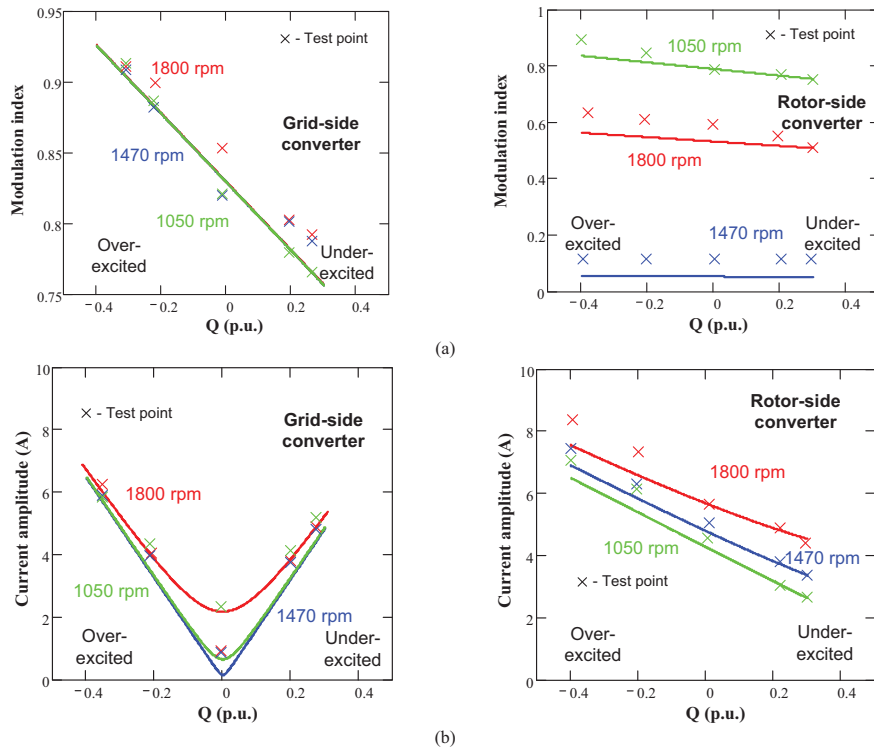 0.95
0.9
0.85
0.8
0.75
Modulation index
× - Test point
1800 rpm
Grid-side
converter
1470 rpm
1050 rpm
Over-
excited
Under-
excited
−0.4
−0.2
0
0.2
0.4
Q (p.u.)
1
0.8
0.6
0.4
0.2
0
Modulation index
1050 rpm
× - Test point
Rotor-side
converter
1800 rpm
Over-
excited
1470 rpm
Under-
excited
−0.4
−0.2
0
0.2
0.4
Q (p.u.)
(a)
10
8
6
4
2
0
Current amplitude (A)
× - Test point
Grid-side
converter
1800 rpm
1050 rpm
1470 rpm
Over-
excited
Under-
excited
−0.4
−0.2
0
0.2
0.4
Q (p.u.)
10
8
6
4
2
0
Current amplitude (A)
Rotor-side
converter
1800 rpm
1050 rpm
1470 rpm
× - Test point
Over-
excited
Under-
excited
−0.4
−0.2
0
0.2
0.4
Q (p.u.)
(b)